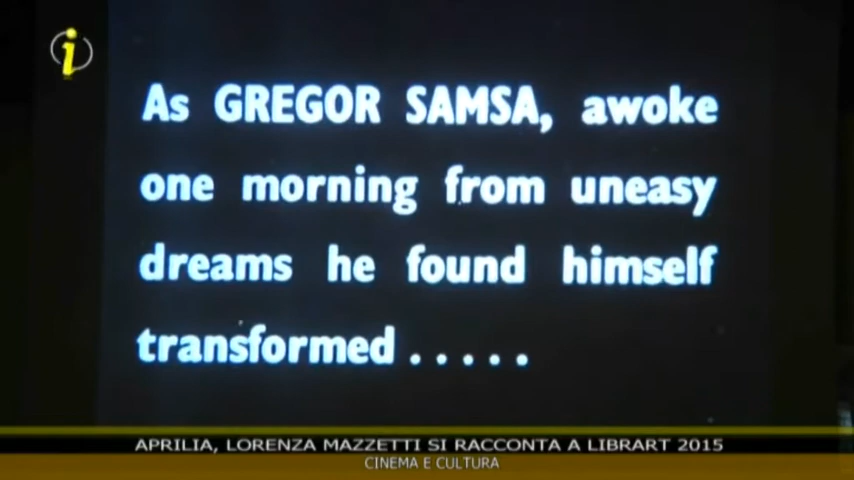 i
As GREGOR SAMSA, awoke
one morning from uneasy
dreams he found himself
transformed.....
APRILIA, LORENZA MAZZETTI SI RACCONTA A LIBRART 2015
CINEMA E CULTURA